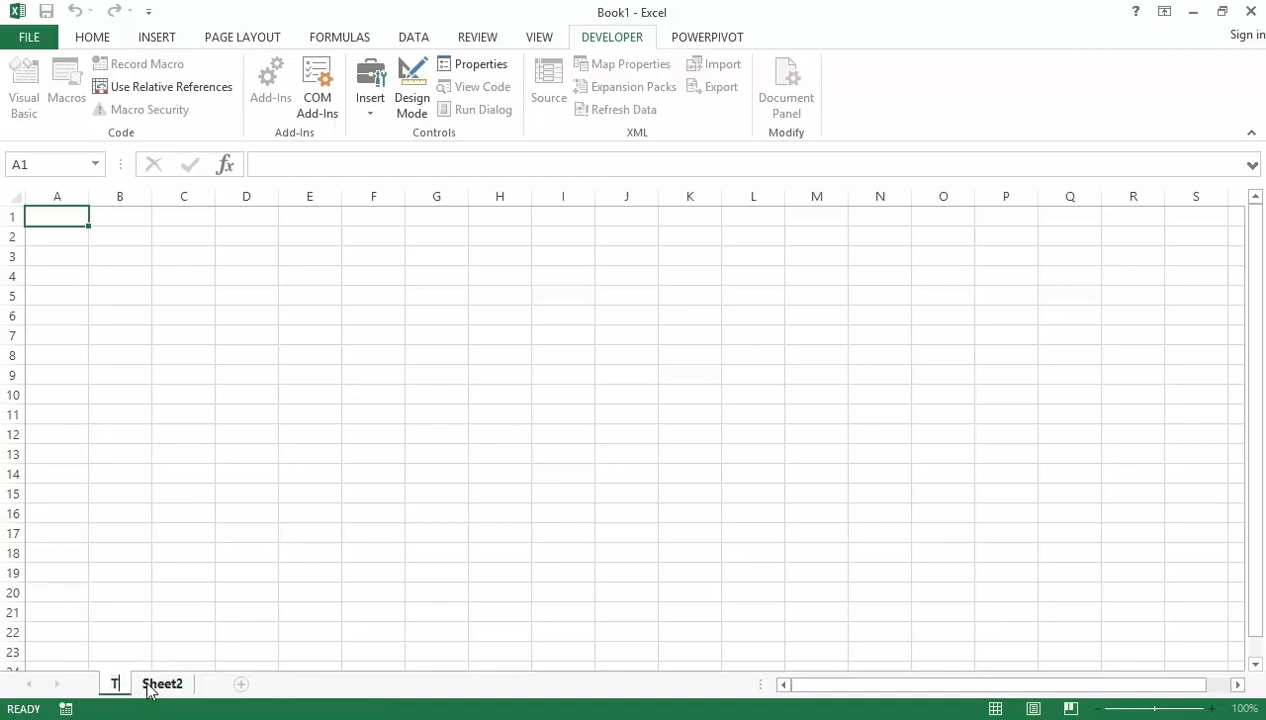 Book1 - Excel
?
FILE HOME INSERT PAGE LAYOUT FORMULAS DATA REVIEW VIEW DEVELOPER POWERPIVOT Sign in
Visual Basic
Macros
Record Macro
Use Relative References
Macro Security
Code
Add-Ins
COM Add-Ins
Add-Ins
Insert
Design Mode
Properties
View Code
Run Dialog
Controls
Source
Map Properties
Expansion Packs
Refresh Data
Import
Export
XML
Document Panel
Modify
A1 fx
A B C D E F G H I J K L M N O P Q R S
1
2
3
4
5
6
7
8
9
10
11
12
13
14
15
16
17
18
19
20
21
22
23
24
T Sheet2
READY 100%